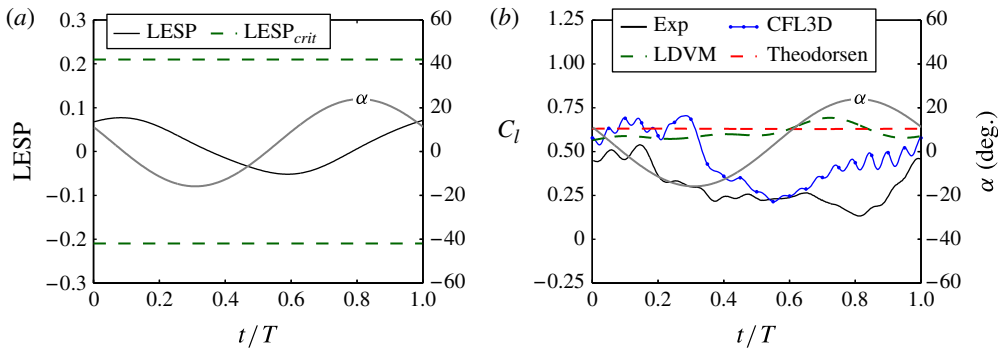 (a)
LESP
LESP_crit
0.3
0.2
0.1
0
−0.1
−0.2
−0.3
LESP
60
40
20
0
−20
−40
−60
α
0
0.2
0.4
0.6
0.8
1.0
t/T
(b)
Exp
CFL3D
LDVM
Theodorsen
1.25
1.00
0.75
0.50
0.25
0
−0.25
C_l
60
40
20
0
−20
−40
−60
α (deg.)
α
0
0.2
0.4
0.6
0.8
1.0
t/T